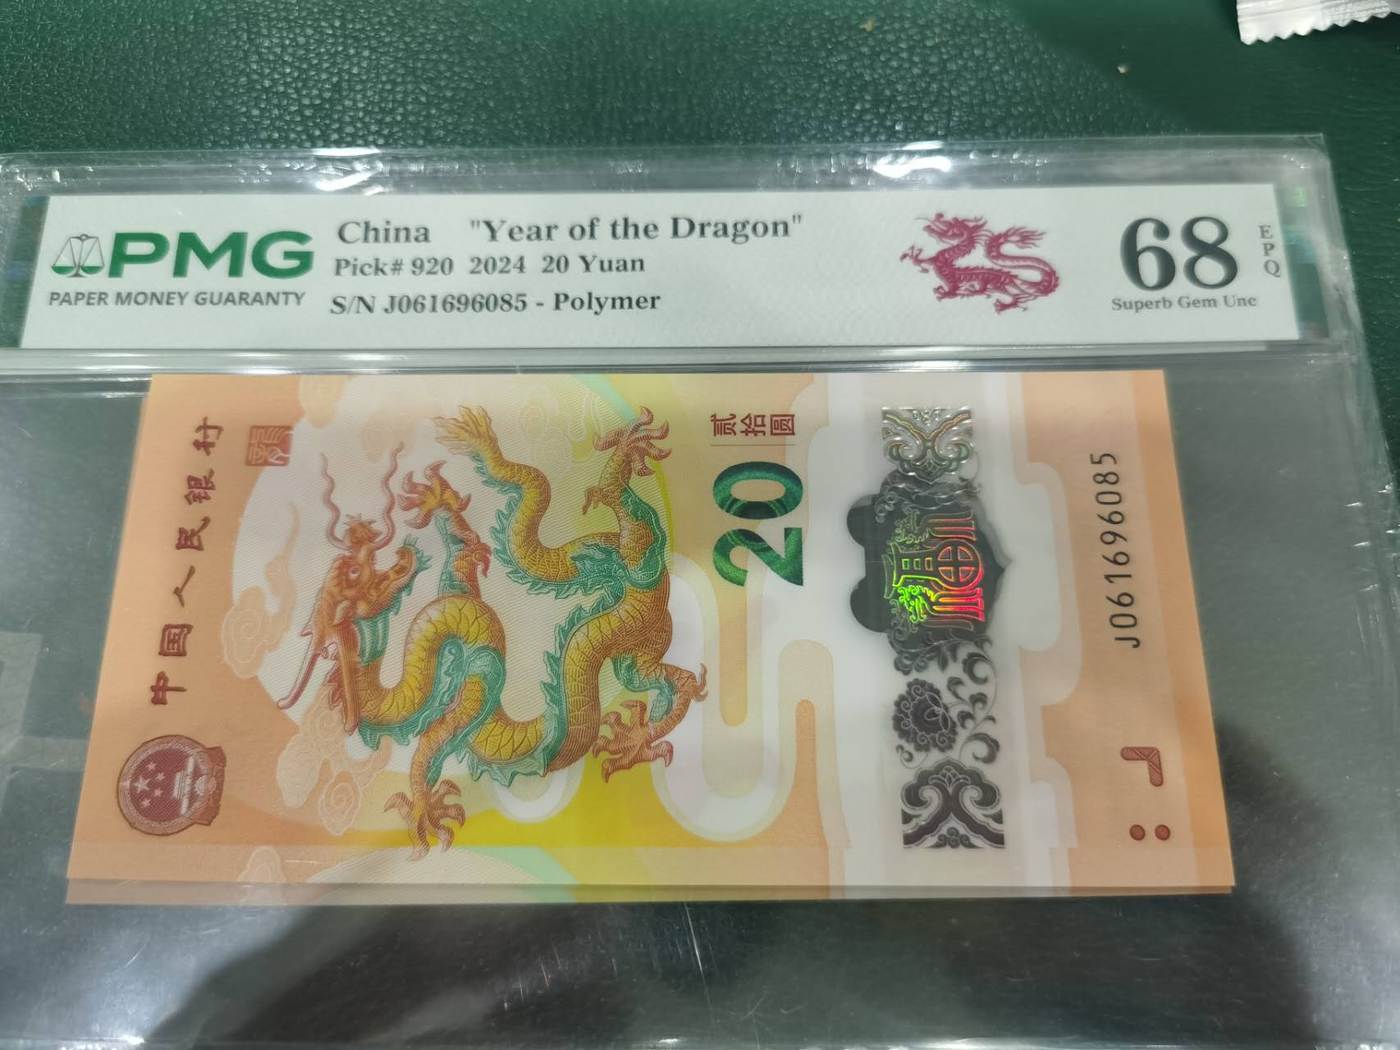 PMG
PAPER MONEY GUARANTY
China "Year of the Dragon"
Pick# 920 2024 20 Yuan
S/N J061696085 - Polymer
68
EPQ
Superb Gem Unc
中国人民银行
贰拾圆
20
福
J061696085